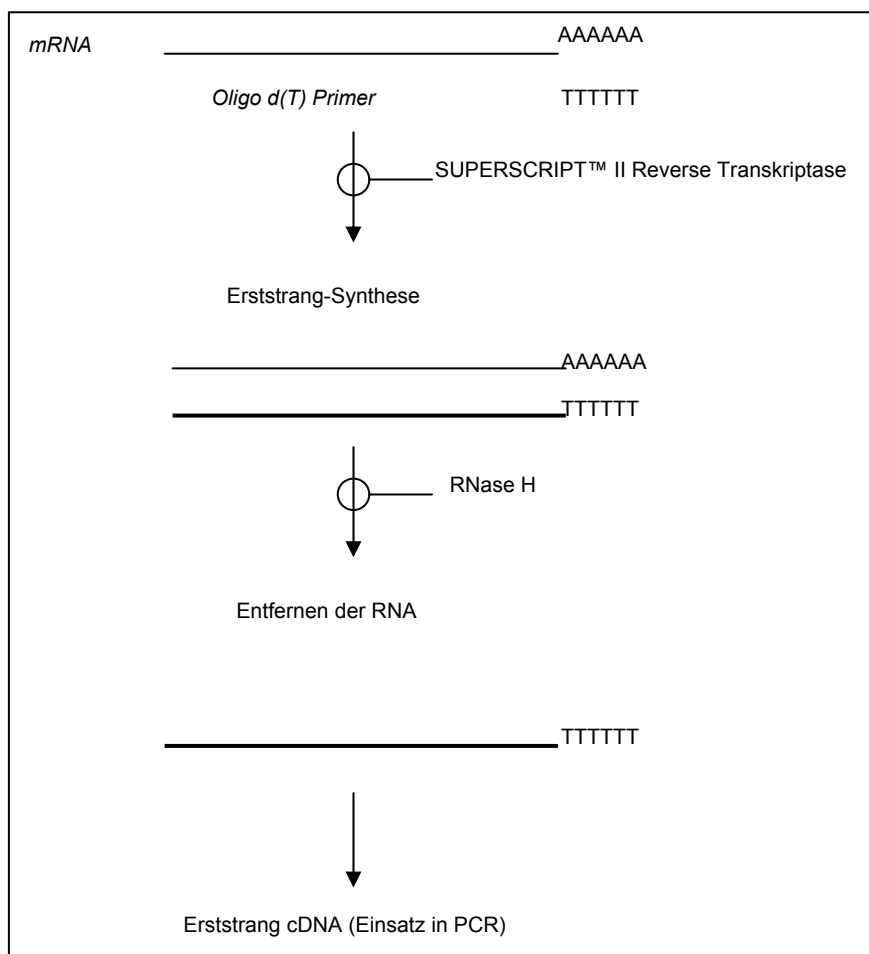 mRNA AAAAAA
Oligo d(T) Primer TTTTTT
SUPERSCRIPT™ II Reverse Transkriptase
Erststrang-Synthese
AAAAAA
TTTTTT
RNase H
Entfernen der RNA
TTTTTT
Erststrang cDNA (Einsatz in PCR)